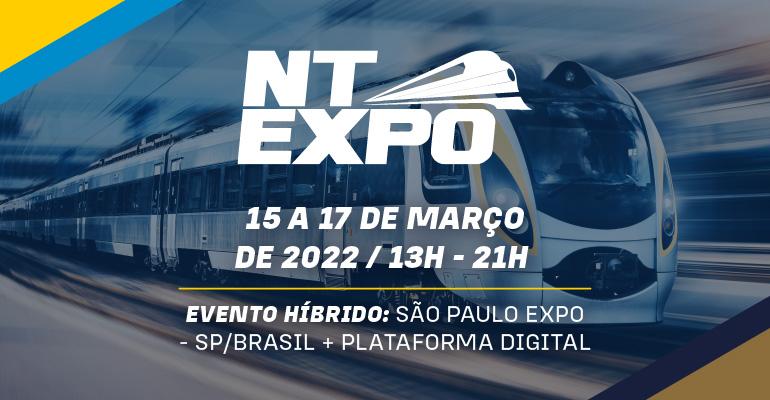 NT
EXPO
15 A 17 DE MARÇO
DE 2022 / 13H - 21H
EVENTO HÍBRIDO: SÃO PAULO EXPO
- SP/BRASIL + PLATAFORMA DIGITAL